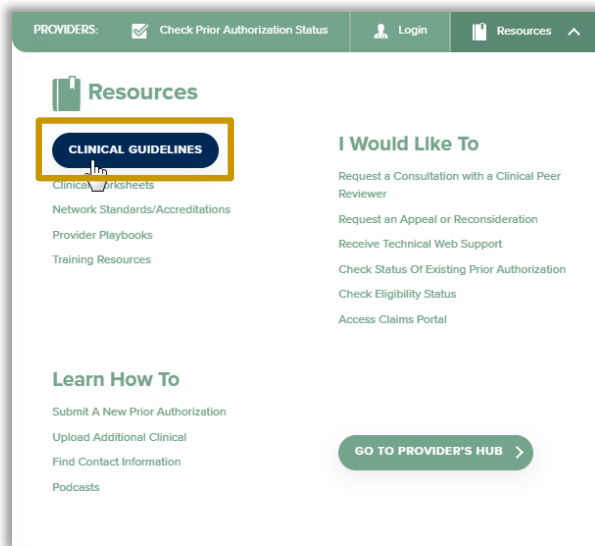 PROVIDERS:
Check Prior Authorization Status
Login
Resources
Resources
CLINICAL GUIDELINES
Clinical Worksheets
Network Standards/Accreditations
Provider Playbooks
Training Resources
I Would Like To
Request a Consultation with a Clinical Peer
Reviewer
Request an Appeal or Reconsideration
Receive Technical Web Support
Check Status Of Existing Prior Authorization
Check Eligibility Status
Access Claims Portal
Learn How To
Submit A New Prior Authorization
Upload Additional Clinical
Find Contact Information
Podcasts
GO TO PROVIDER'S HUB